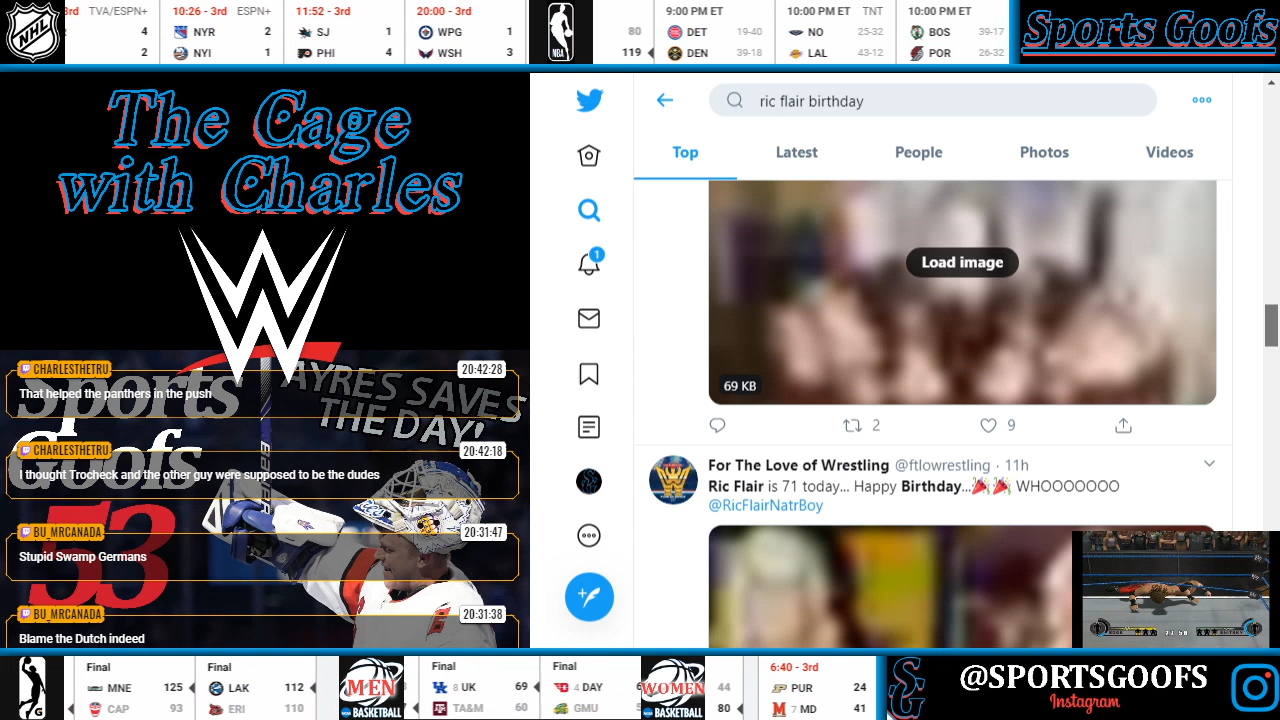 NHL
3rd TVA/ESPN+
4
2
10:26 - 3rd ESPN+
NYR 2
NYI 1
11:52 - 3rd
SJ 1
PHI 4
20:00 - 3rd
WPG 1
WSH 3
NBA
80
119
9:00 PM ET
DET 19-40
DEN 39-18
10:00 PM ET TNT
NO 25-32
LAL 43-12
10:00 PM ET
BOS 39-17
POR 26-32
Sports Goofs
The Cage
with Charles
W
Sports
Goofs
AYRES SAVES
THE DAY!
53
CHARLESTHETRU 20:42:28
That helped the panthers in the push
CHARLESTHETRU 20:42:18
I thought Trocheck and the other guy were supposed to be the dudes
BU_MRCANADA 20:31:47
Stupid Swamp Germans
BU_MRCANADA 20:31:38
Blame the Dutch indeed
1
ric flair birthday
Top Latest People Photos Videos
Load image
69 KB
2 9
For The Love of Wrestling @ftlowrestling · 11h
Ric Flair is 71 today... Happy Birthday...🎉🎉 WHOOOOOOO
@RicFlairNatrBoy
G
Final
MNE 125
CAP 93
Final
LAK 112
ERI 110
MEN
BASKETBALL
Final
8 UK 69
TA&M 60
Final
4 DAY 6
GMU
WOMEN
BASKETBALL
44
80
6:40 - 3rd
PUR 24
7 MD 41
SG
@SPORTSGOOFS
Instagram